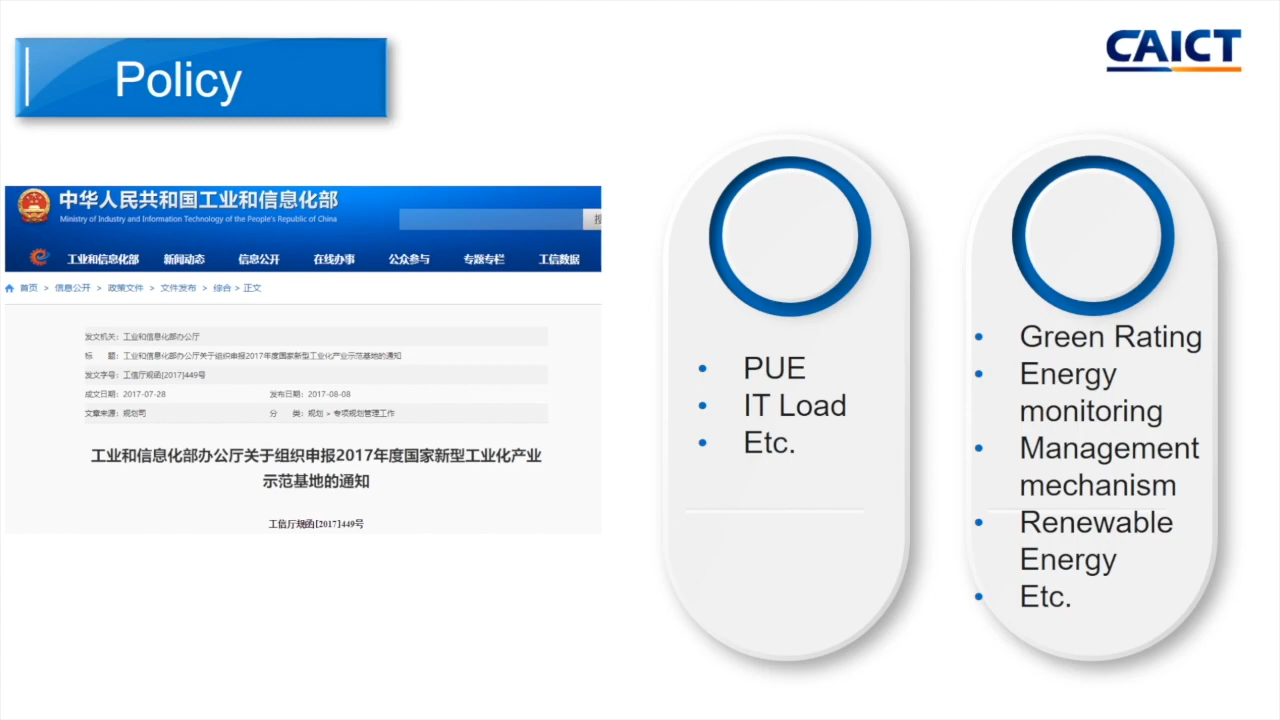 Policy
CAICT
中华人民共和国工业和信息化部
Ministry of Industry and Information Technology of the People's Republic of China
搜
工业和信息化部 新闻动态 信息公开 在线办事 公众参与 专题专栏 工信数据
首页 > 信息公开 > 政策文件 > 文件发布 > 综合 > 正文
发文机关：工业和信息化部办公厅
标 题：工业和信息化部办公厅关于组织申报2017年度国家新型工业化产业示范基地的通知
发文字号：工信厅规函[2017]449号
成文日期：2017-07-28 发布日期：2017-08-08
文章来源：规划司 分 类：规划 > 专项规划管理工作
工业和信息化部办公厅关于组织申报2017年度国家新型工业化产业
示范基地的通知
工信厅规函[2017]449号
• PUE
• IT Load
• Etc.
• Green Rating
• Energy
monitoring
• Management
mechanism
• Renewable
Energy
• Etc.